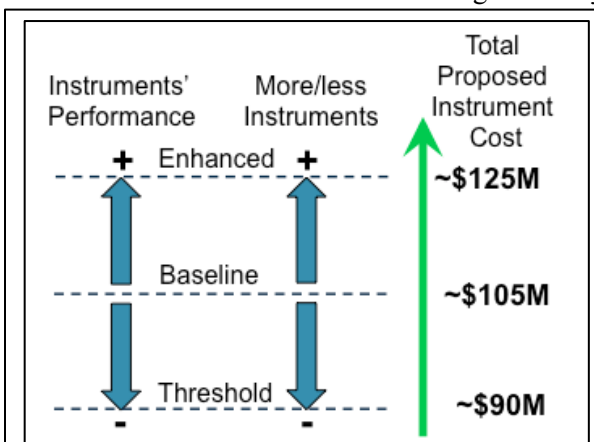 Total
Proposed
Instrument
Cost
Instruments’
Performance
More/less
Instruments
+ Enhanced +
~$125M
Baseline
~$105M
Threshold
~$90M
- -